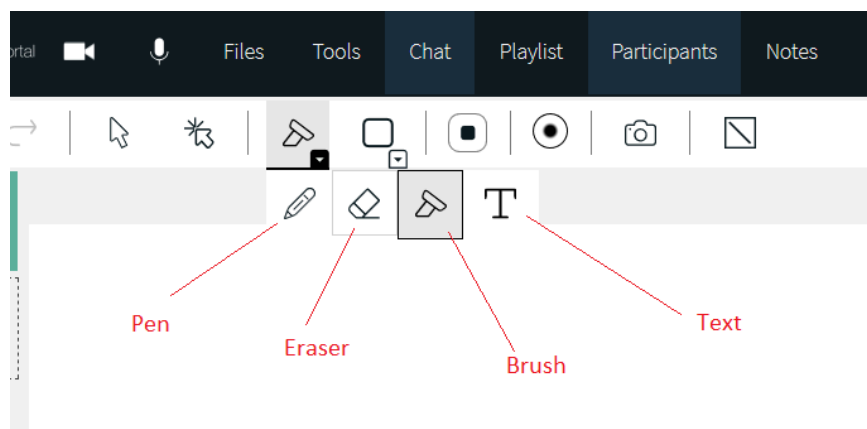 ortal Files Tools Chat Playlist Participants Notes
T
Pen
Eraser
Brush
Text